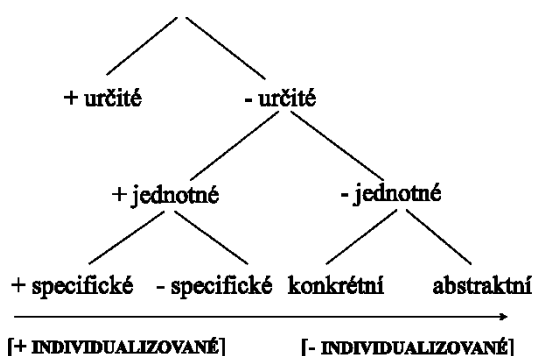 + určité - určité
+ jednotné - jednotné
+ specifické - specifické konkrétní abstraktní
[+ INDIVIDUALIZOVANÉ] [- INDIVIDUALIZOVANÉ]